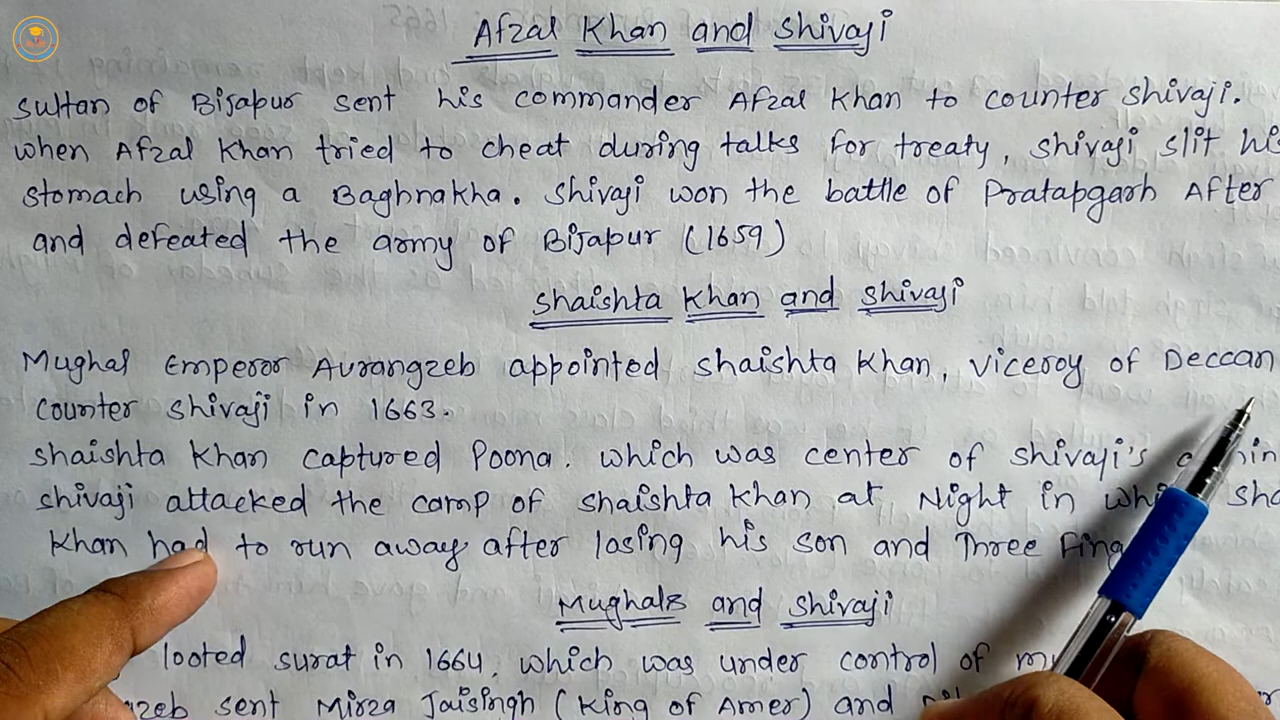 Afzal Khan and Shivaji
Sultan of Bijapur sent his commander Afzal Khan to counter Shivaji.
when Afzal Khan tried to cheat during talks for treaty, Shivaji slit his
stomach using a Baghnakha. Shivaji won the battle of Pratapgarh After
and defeated the army of Bijapur (1659)
Shaishta Khan and Shivaji
Mughal Emperor Aurangzeb appointed Shaishta Khan, Viceroy of Deccan
counter Shivaji in 1663.
Shaishta Khan captured Poona. which was center of Shivaji's
Shivaji attacked the camp of Shaishta Khan at Night in
Khan had to run away after losing his son and Three
Mughals and Shivaji
looted Surat in 1664, which was under control of
sent Mirza Jaisingh (King of Amer) and